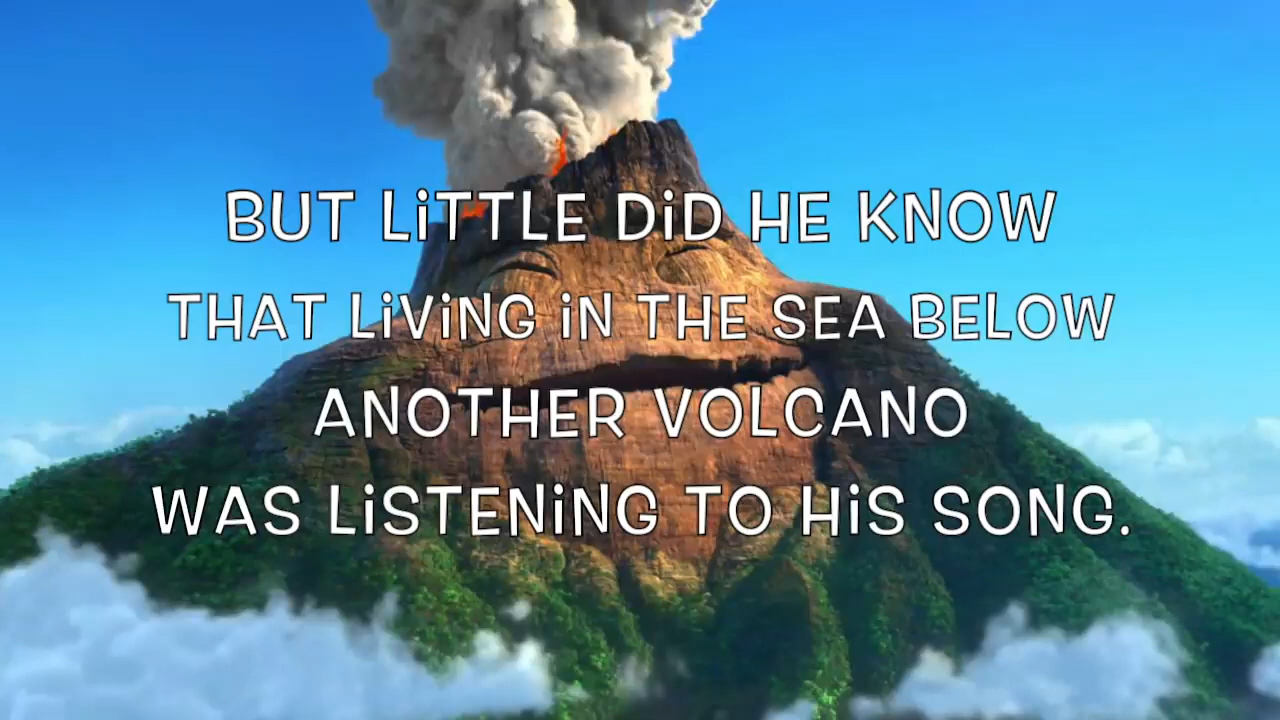 BUT LiTTLE DiD HE KNOW
THAT LiViNG iN THE SEA BELOW
ANOTHER VOLCANO
WAS LiSTENiNG TO HiS SONG.